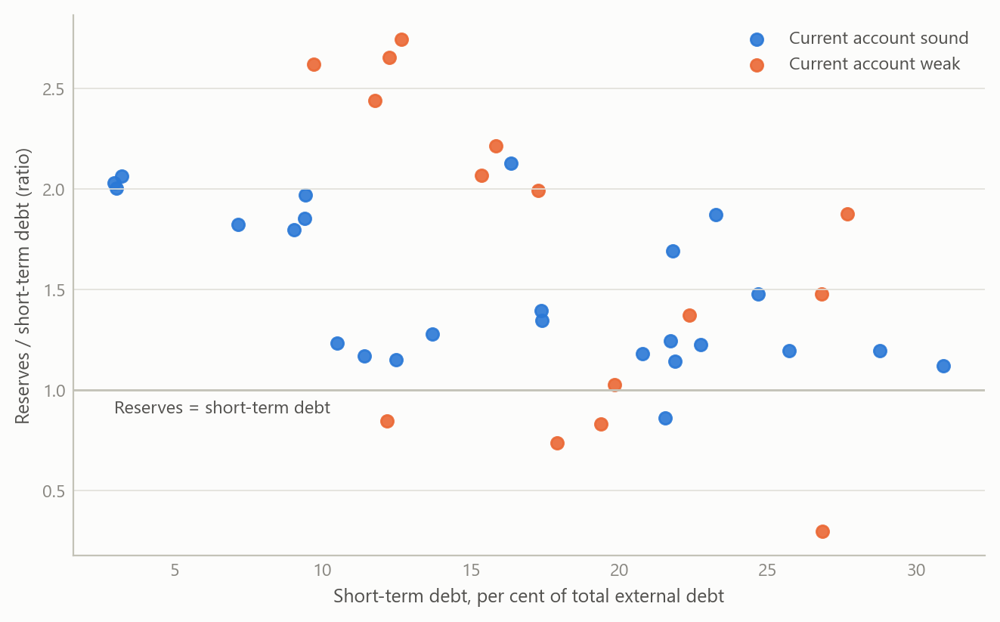 Current account sound
Current account weak
Reserves / short-term debt (ratio)
2.5
2.0
1.5
1.0
0.5
Reserves = short-term debt
5
10
15
20
25
30
Short-term debt, per cent of total external debt